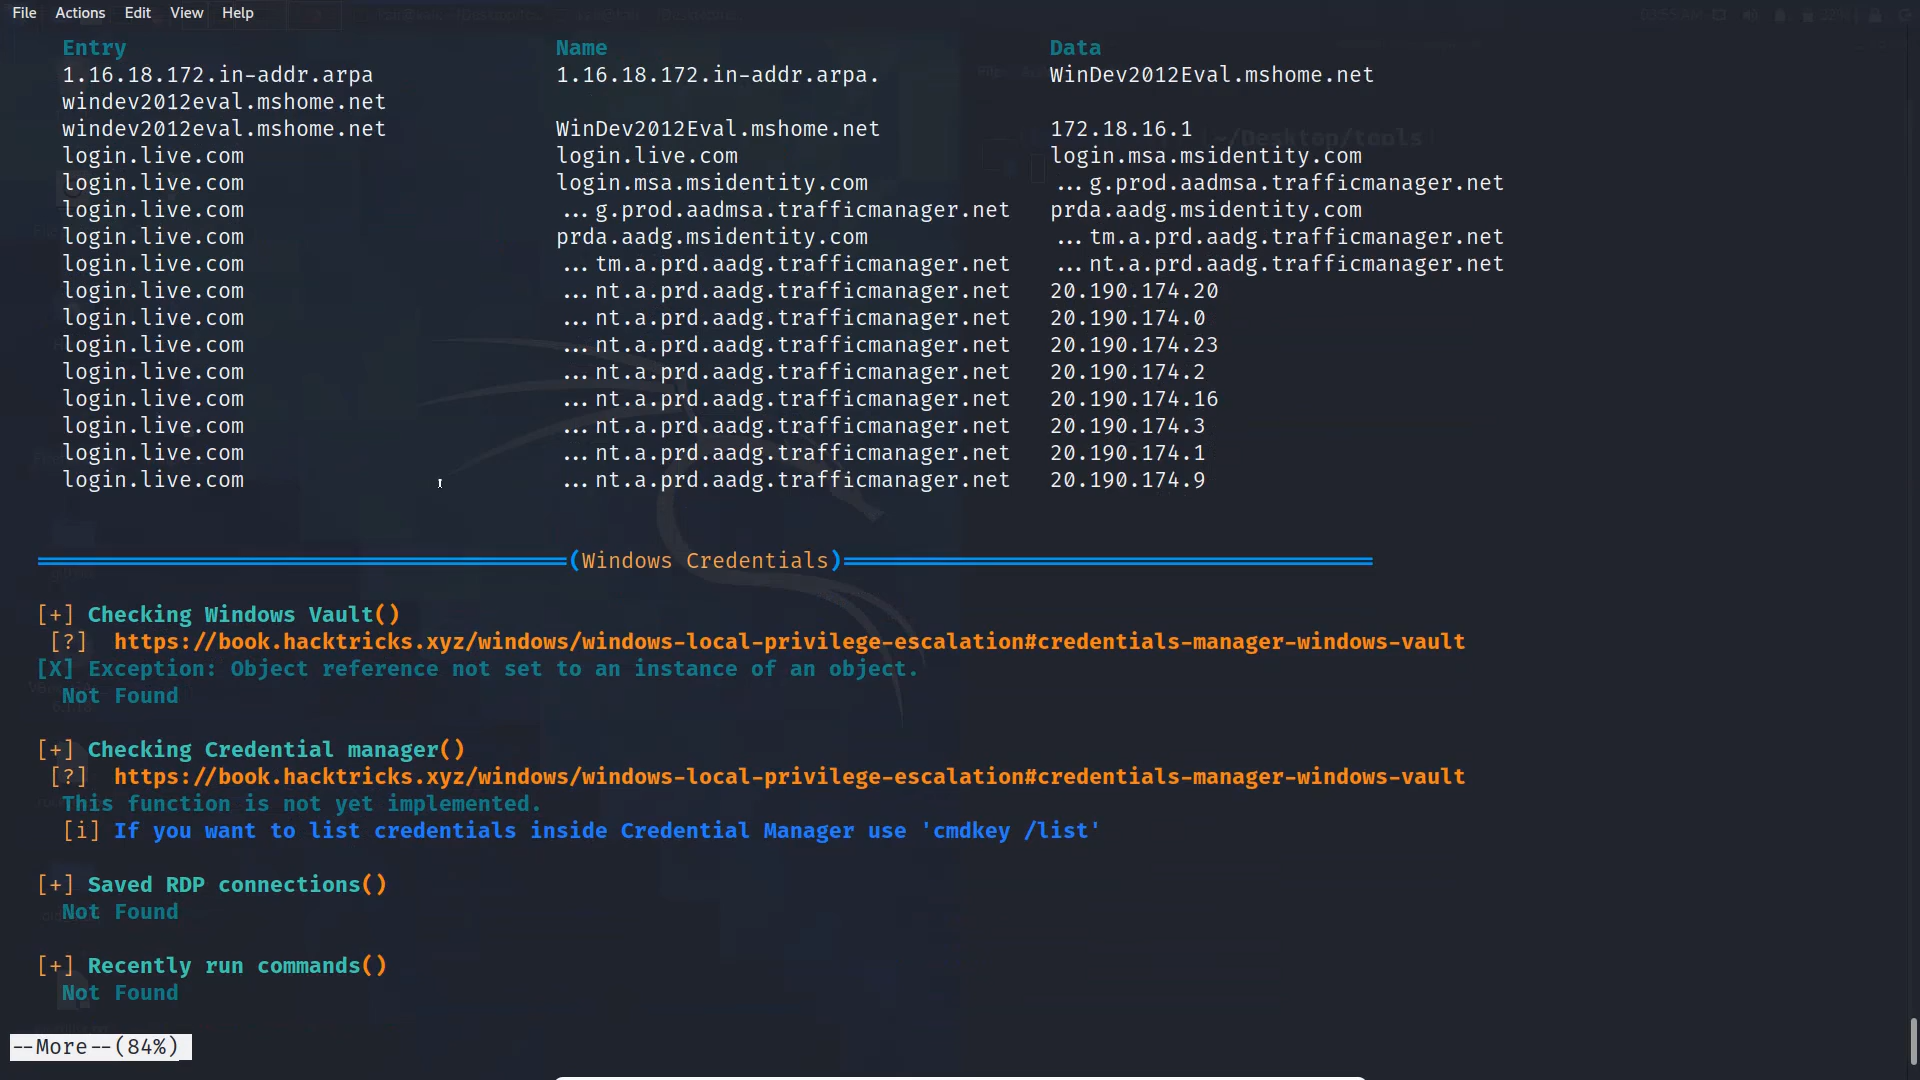 File Actions Edit View Help
Entry Name Data
1.16.18.172.in-addr.arpa 1.16.18.172.in-addr.arpa. WinDev2012Eval.mshome.net
windev2012eval.mshome.net
windev2012eval.mshome.net WinDev2012Eval.mshome.net 172.18.16.1
~/Desktop/tools
login.live.com login.live.com login.msa.msidentity.com
login.live.com login.msa.msidentity.com ...g.prod.aadmsa.trafficmanager.net
login.live.com ...g.prod.aadmsa.trafficmanager.net prda.aadg.msidentity.com
login.live.com prda.aadg.msidentity.com ...tm.a.prd.aadg.trafficmanager.net
login.live.com ...tm.a.prd.aadg.trafficmanager.net ...nt.a.prd.aadg.trafficmanager.net
login.live.com ...nt.a.prd.aadg.trafficmanager.net 20.190.174.20
login.live.com ...nt.a.prd.aadg.trafficmanager.net 20.190.174.0
login.live.com ...nt.a.prd.aadg.trafficmanager.net 20.190.174.23
login.live.com ...nt.a.prd.aadg.trafficmanager.net 20.190.174.2
login.live.com ...nt.a.prd.aadg.trafficmanager.net 20.190.174.16
login.live.com ...nt.a.prd.aadg.trafficmanager.net 20.190.174.3
login.live.com ...nt.a.prd.aadg.trafficmanager.net 20.190.174.1
login.live.com ...nt.a.prd.aadg.trafficmanager.net 20.190.174.9
(Windows Credentials)
[+] Checking Windows Vault()
[?] https://book.hacktricks.xyz/windows/windows-local-privilege-escalation#credentials-manager-windows-vault
[X] Exception: Object reference not set to an instance of an object.
Not Found
[+] Checking Credential manager()
[?] https://book.hacktricks.xyz/windows/windows-local-privilege-escalation#credentials-manager-windows-vault
This function is not yet implemented.
[i] If you want to list credentials inside Credential Manager use 'cmdkey /list'
[+] Saved RDP connections()
Not Found
[+] Recently run commands()
Not Found
--More--(84%)